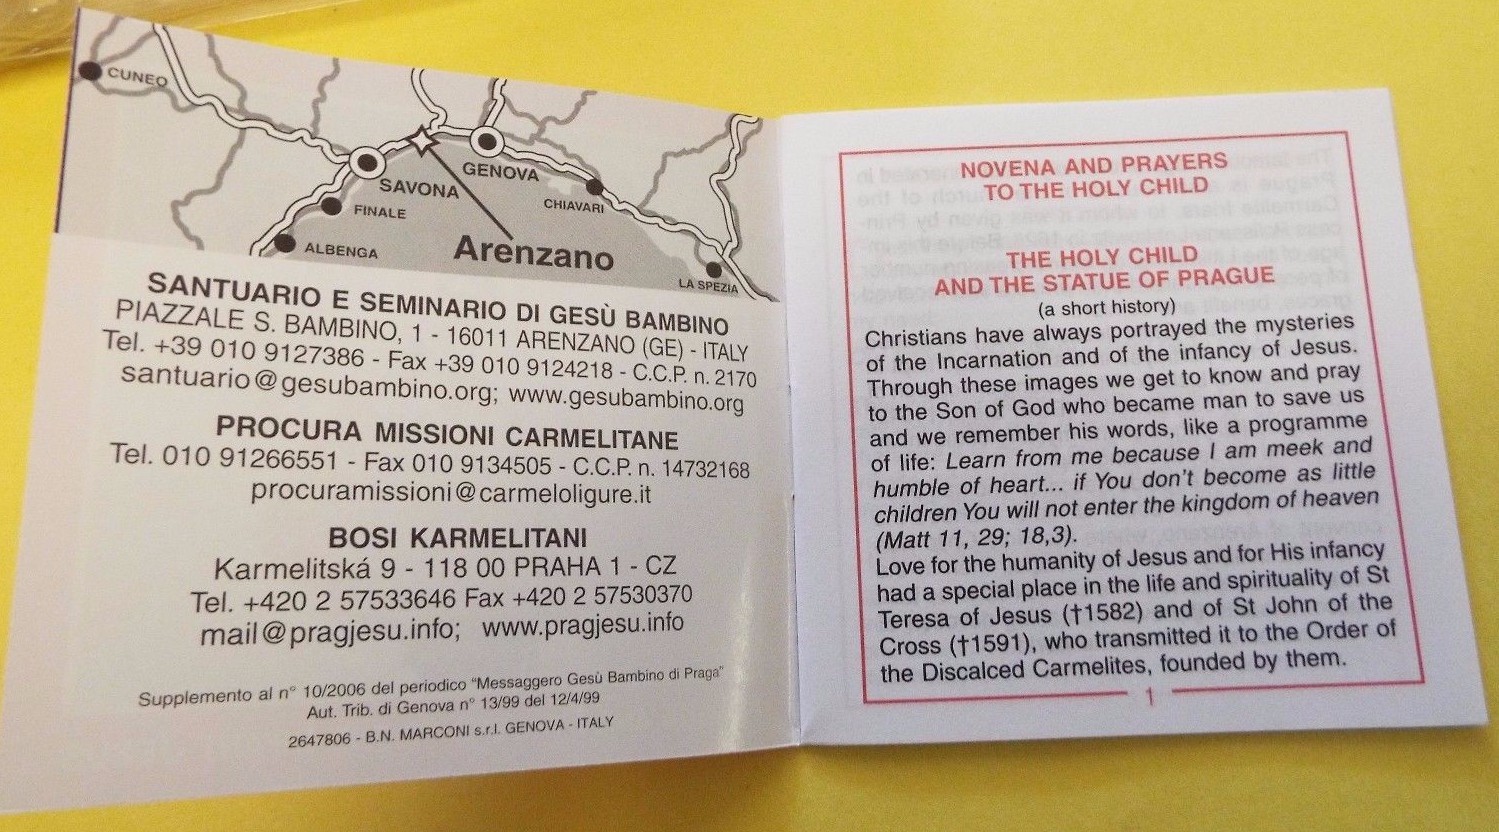 CUNEO
SAVONA
GENOVA
FINALE
CHIAVARI
ALBENGA
Arenzano
LA SPEZIA
SANTUARIO E SEMINARIO DI GESÙ BAMBINO
PIAZZALE S. BAMBINO, 1 - 16011 ARENZANO (GE) - ITALY
Tel. +39 010 9127386 - Fax +39 010 9124218 - C.C.P. n. 2170
santuario@gesubambino.org; www.gesubambino.org
PROCURA MISSIONI CARMELITANE
Tel. 010 91266551 - Fax 010 9134505 - C.C.P. n. 14732168
procuramissioni@carmeloligure.it
BOSI KARMELITANI
Karmelitská 9 - 118 00 PRAHA 1 - CZ
Tel. +420 2 57533646 Fax +420 2 57530370
mail@pragjesu.info; www.pragjesu.info
Supplemento al n° 10/2006 del periodico "Messaggero Gesù Bambino di Praga"
Aut. Trib. di Genova n° 13/99 del 12/4/99
2647806 - B.N. MARCONI s.r.l. GENOVA - ITALY
NOVENA AND PRAYERS
TO THE HOLY CHILD
THE HOLY CHILD
AND THE STATUE OF PRAGUE
(a short history)
Christians have always portrayed the mysteries
of the Incarnation and of the infancy of Jesus.
Through these images we get to know and pray
to the Son of God who became man to save us
and we remember his words, like a programme
of life: Learn from me because I am meek and
humble of heart... if You don't become as little
children You will not enter the kingdom of heaven
(Matt 11, 29; 18,3).
Love for the humanity of Jesus and for His infancy
had a special place in the life and spirituality of St
Teresa of Jesus (†1582) and of St John of the
Cross (†1591), who transmitted it to the Order of
the Discalced Carmelites, founded by them.
1